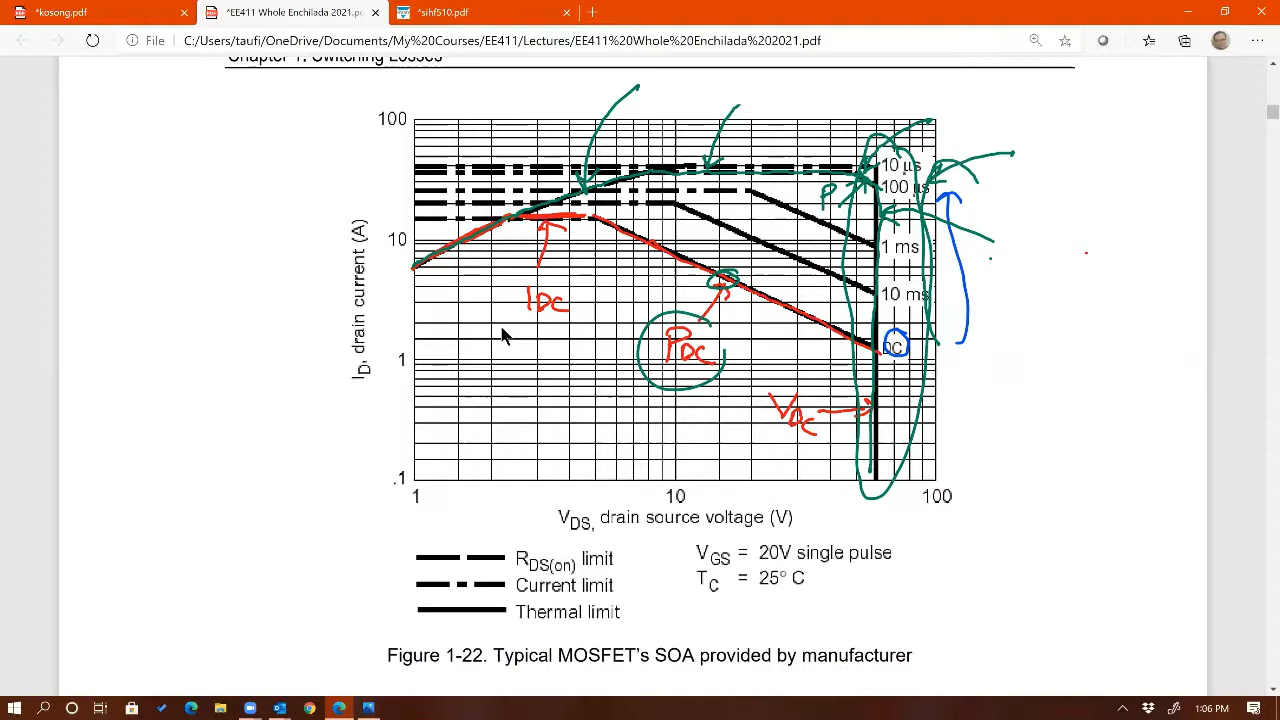 *kosong.pdf
*EE411 Whole Enchilada 2021.pd
*sihf510.pdf
File
C:/Users/taufi/OneDrive/Documents/My%20Courses/EE411/Lectures/EE411%20Whole%20Enchilada%202021.pdf
Chapter 1: Switching Losses
100
10 µs
100 µs
P
10
1 ms
10 ms
IDC
PDC
DC
1
VDC
.1
1
10
100
ID, drain current (A)
VDS, drain source voltage (V)
RDS(on) limit
Current limit
Thermal limit
VGS = 20V single pulse
TC = 25° C
Figure 1-22. Typical MOSFET's SOA provided by manufacturer
1:06 PM